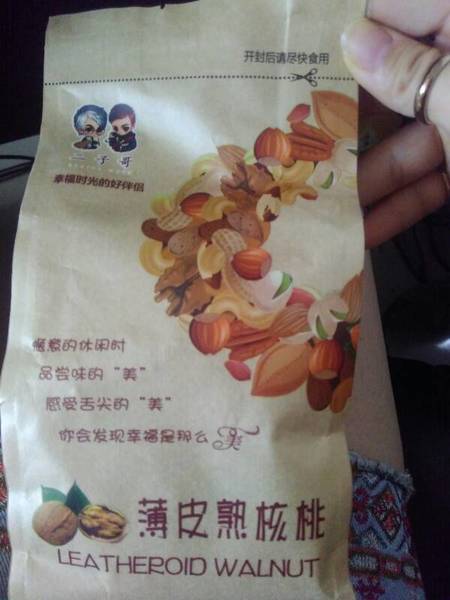 开封后请尽快食用
二子哥
幸福时光的好伴侣
惬意的休闲时
品尝味的“美”
感受舌尖的“美”
你会发现幸福是那么美
薄皮熟核桃
LEATHEROID WALNUT